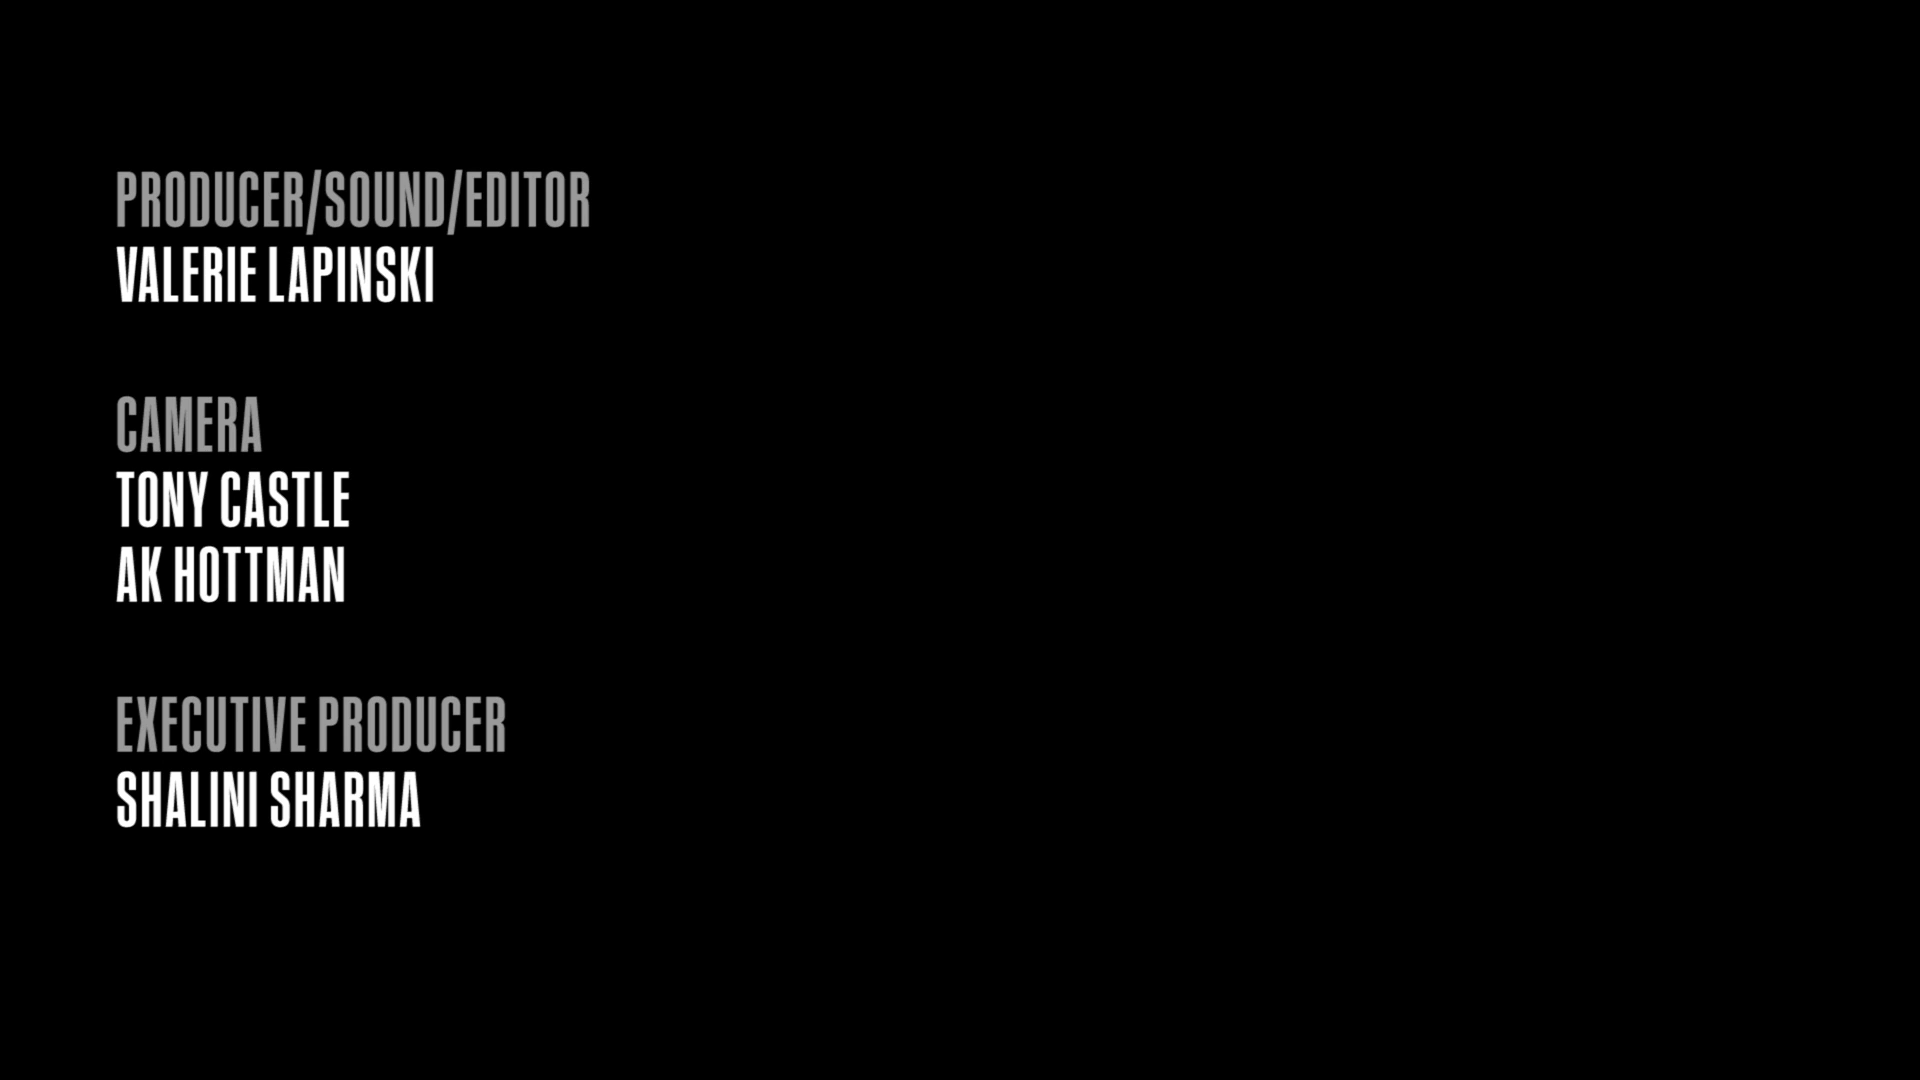 PRODUCER/SOUND/EDITOR
VALERIE LAPINSKI
CAMERA
TONY CASTLE
AK HOTTMAN
EXECUTIVE PRODUCER
SHALINI SHARMA